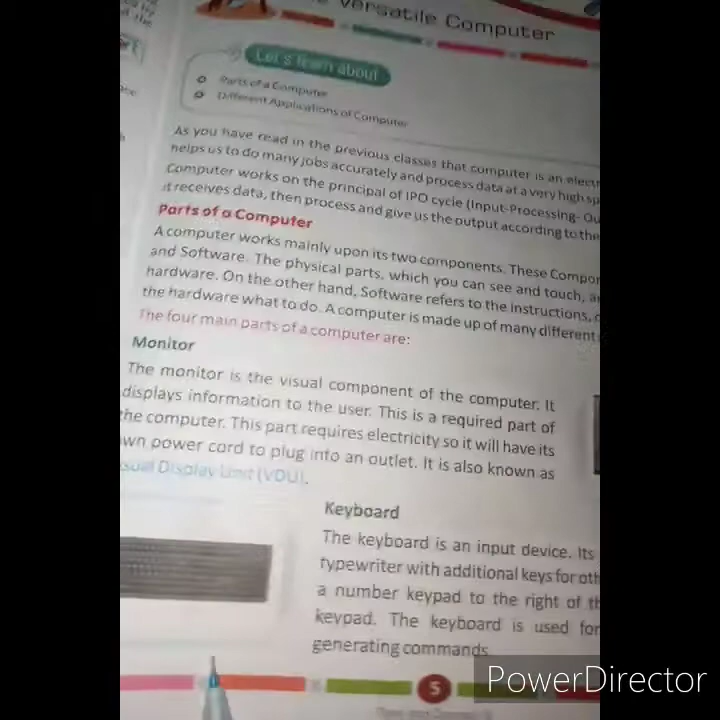 Versatile Computer
Let's learn about
Parts of a Computer
Different Applications of Computer
As you have read in the previous classes that computer is an
helps us to do many jobs accurately and process data at a very high
Computer works on the principal of IPO cycle (Input-Processing-
it receives data, then process and give us the output according to the
Parts of a Computer
A computer works mainly upon its two components. These
and Software. The physical parts, which you can see and touch,
hardware. On the other hand, Software refers to the instructions,
the hardware what to do. A computer is made up of many different
The four main parts of a computer are:
Monitor
The monitor is the visual component of the computer. It
displays information to the user. This is a required part of
the computer. This part requires electricity so it will have its
own power cord to plug into an outlet. It is also known as
Visual Display Unit (VDU).
Keyboard
The keyboard is an input device. Its
typewriter with additional keys for
a number keypad to the right of
keypad. The keyboard is used for
generating commands.
5
PowerDirector